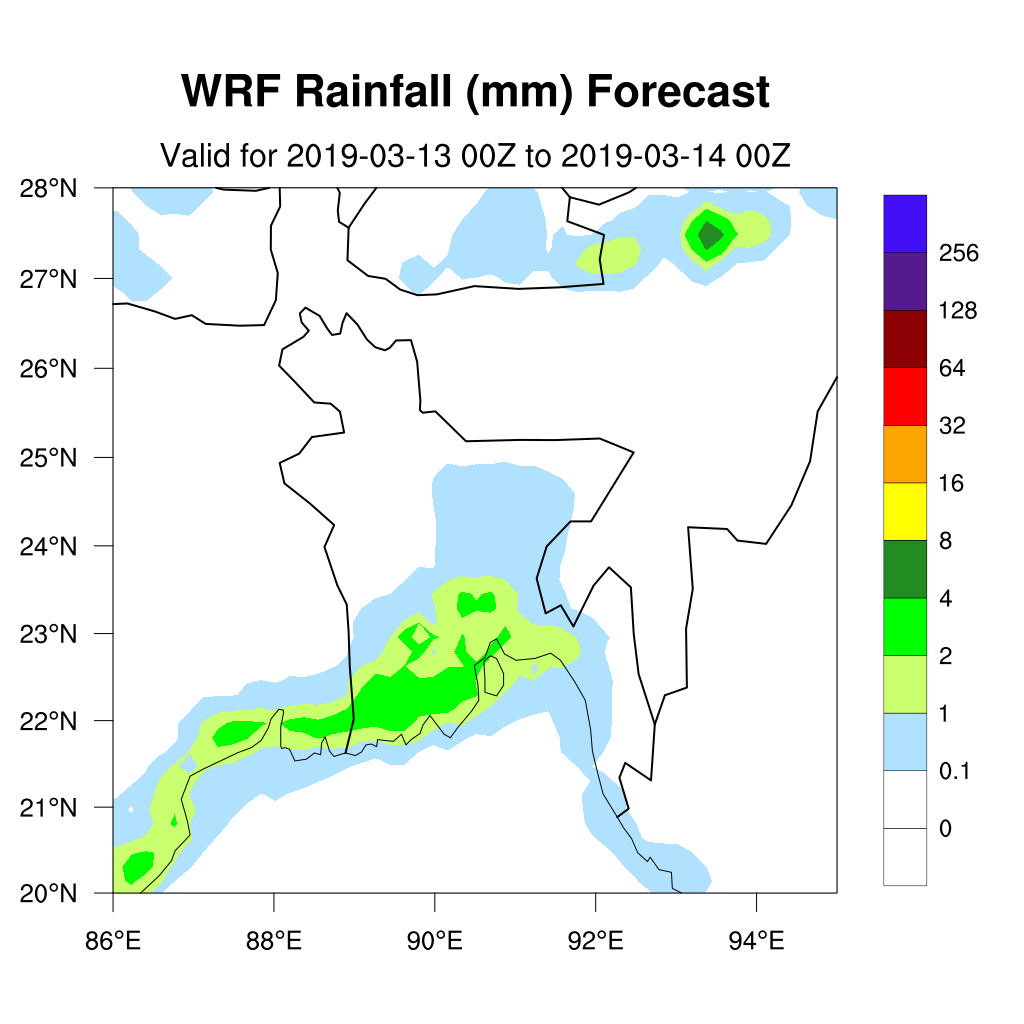 WRF Rainfall (mm) Forecast
Valid for 2019-03-13 00Z to 2019-03-14 00Z
28°N
27°N
26°N
25°N
24°N
23°N
22°N
21°N
20°N
86°E 88°E 90°E 92°E 94°E
256
128
64
32
16
8
4
2
1
0.1
0